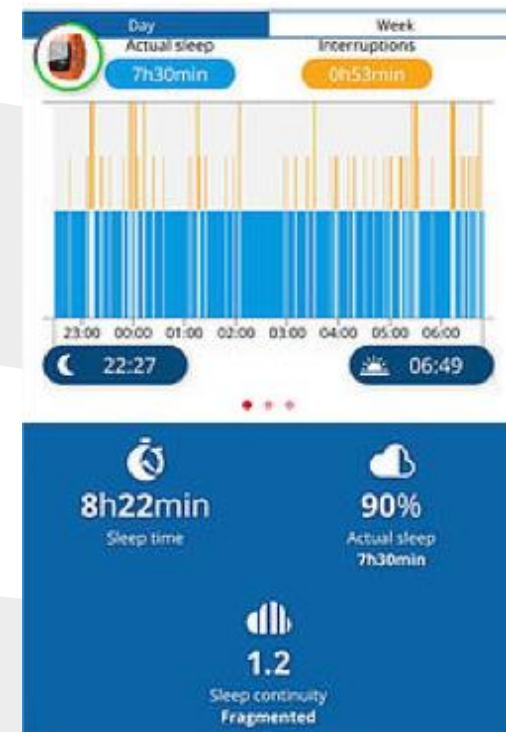 Day Week
Actual sleep Interruptions
7h30min 0h53min
23:00 00:00 01:00 02:00 03:00 04:00 05:00 06:00
22:27 06:49
8h22min 90%
Sleep time Actual sleep
7h30min
1.2
Sleep continuity
Fragmented